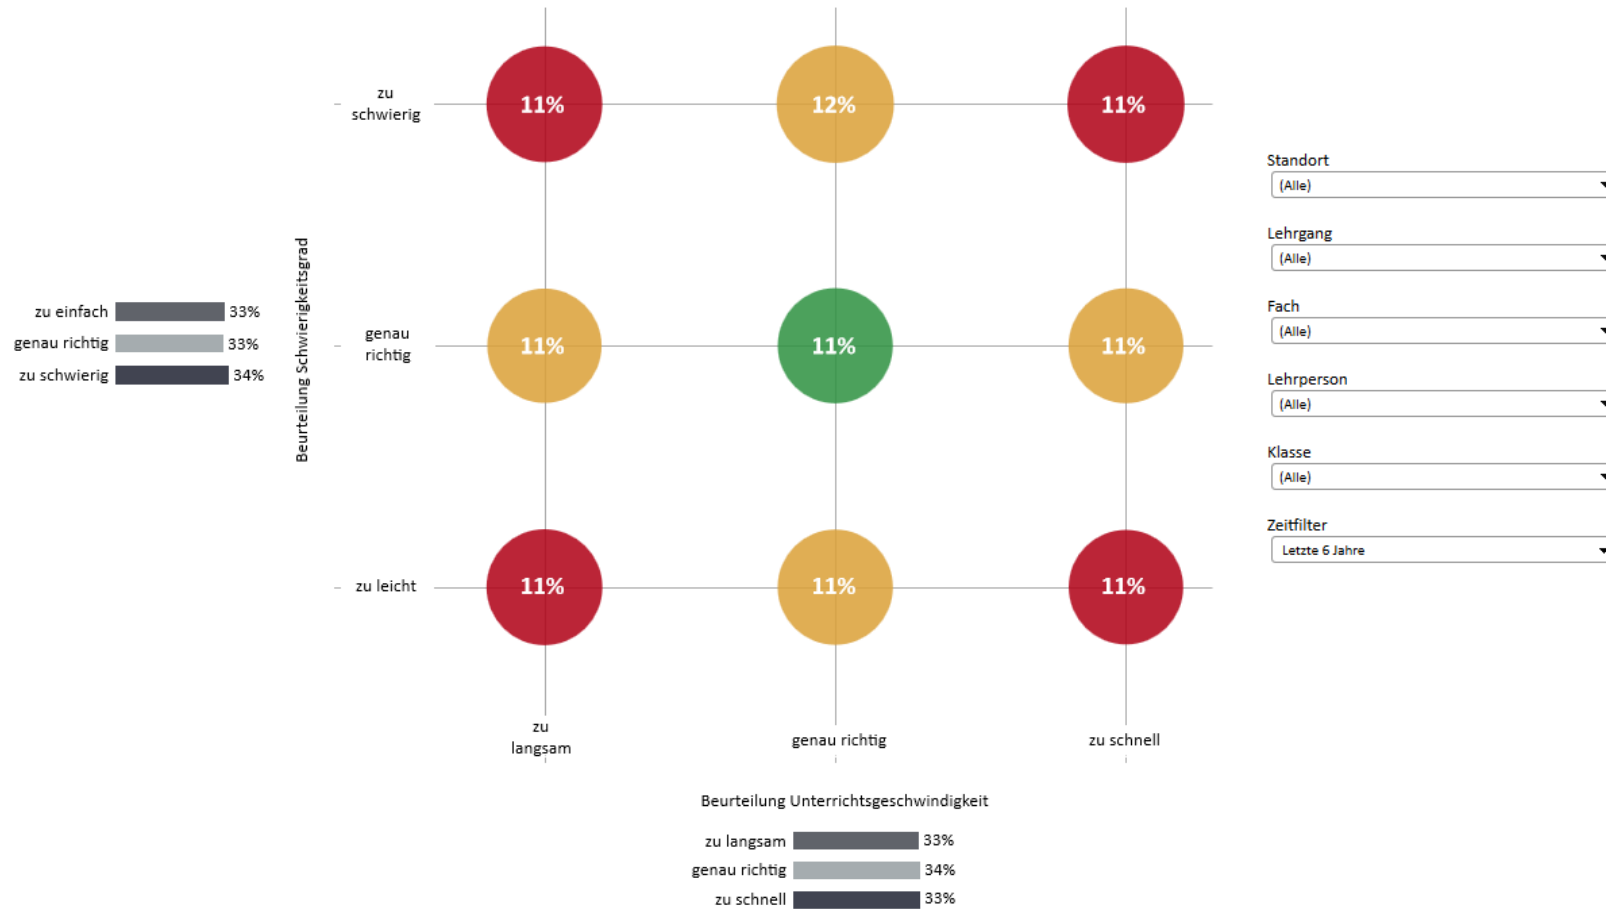 zu
schwierig
11%
12%
11%
Beurteilung Schwierigkeitsgrad
zu einfach 33%
genau richtig 33%
zu schwierig 34%
genau
richtig
11%
11%
11%
zu leicht
11%
11%
11%
zu
langsam
genau richtig
zu schnell
Beurteilung Unterrichtsgeschwindigkeit
zu langsam 33%
genau richtig 34%
zu schnell 33%
Standort
(Alle)
Lehrgang
(Alle)
Fach
(Alle)
Lehrperson
(Alle)
Klasse
(Alle)
Zeitfilter
Letzte 6 Jahre